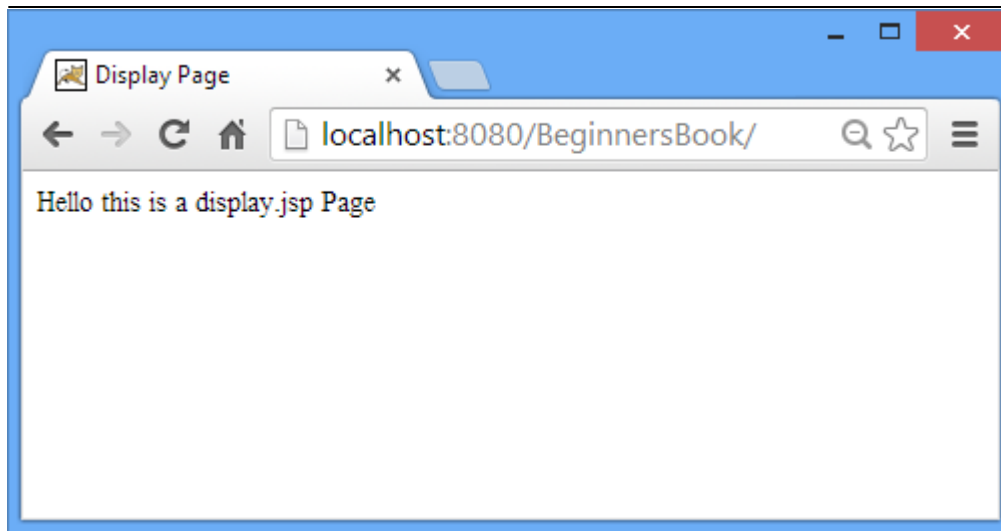 Display Page
localhost:8080/BeginnersBook/
Hello this is a display.jsp Page